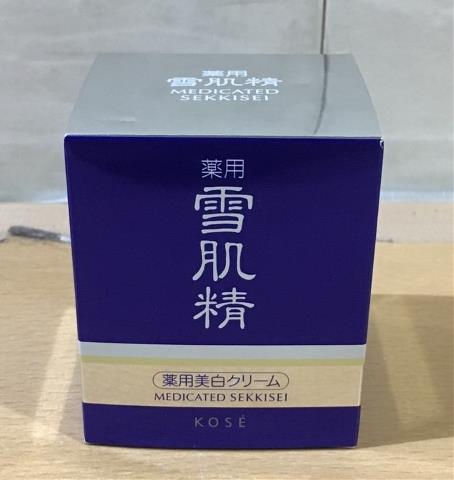 薬用
雪肌精
MEDICATED
SEKKISEI
薬用
雪
肌
精
薬用美白クリーム
MEDICATED SEKKISEI
KOSÉ